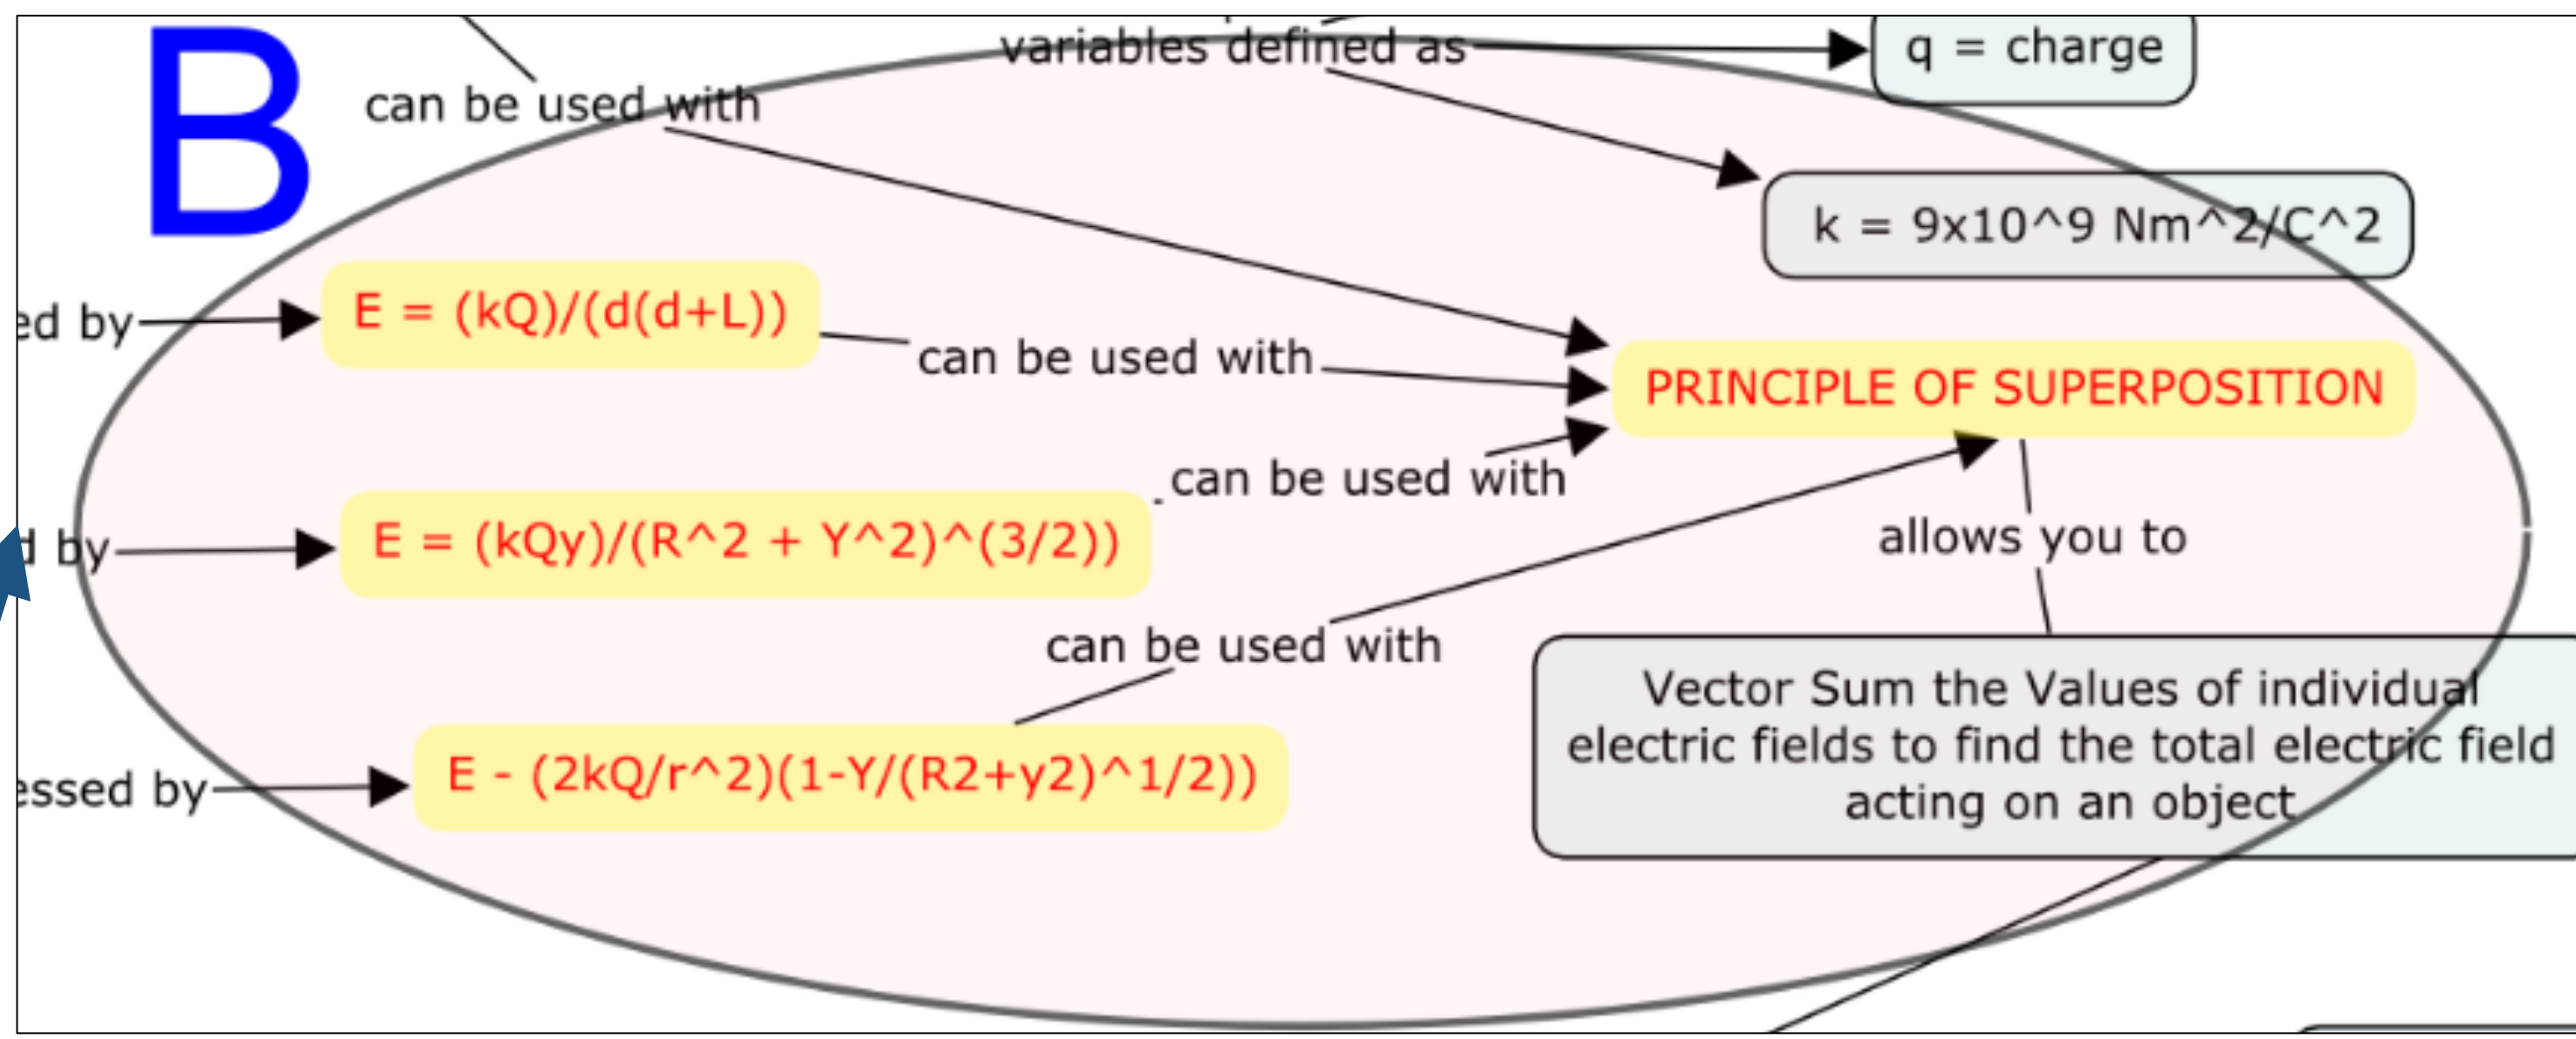 B
variables defined as
q = charge
can be used with
k = 9x10^9 Nm^2/C^2
ed by
E = (kQ)/(d(d+L))
can be used with
PRINCIPLE OF SUPERPOSITION
can be used with
d by
E = (kQy)/(R^2 + Y^2)^(3/2))
allows you to
can be used with
Vector Sum the Values of individual
electric fields to find the total electric field
acting on an object
essed by
E - (2kQ/r^2)(1-Y/(R2+y2)^1/2))